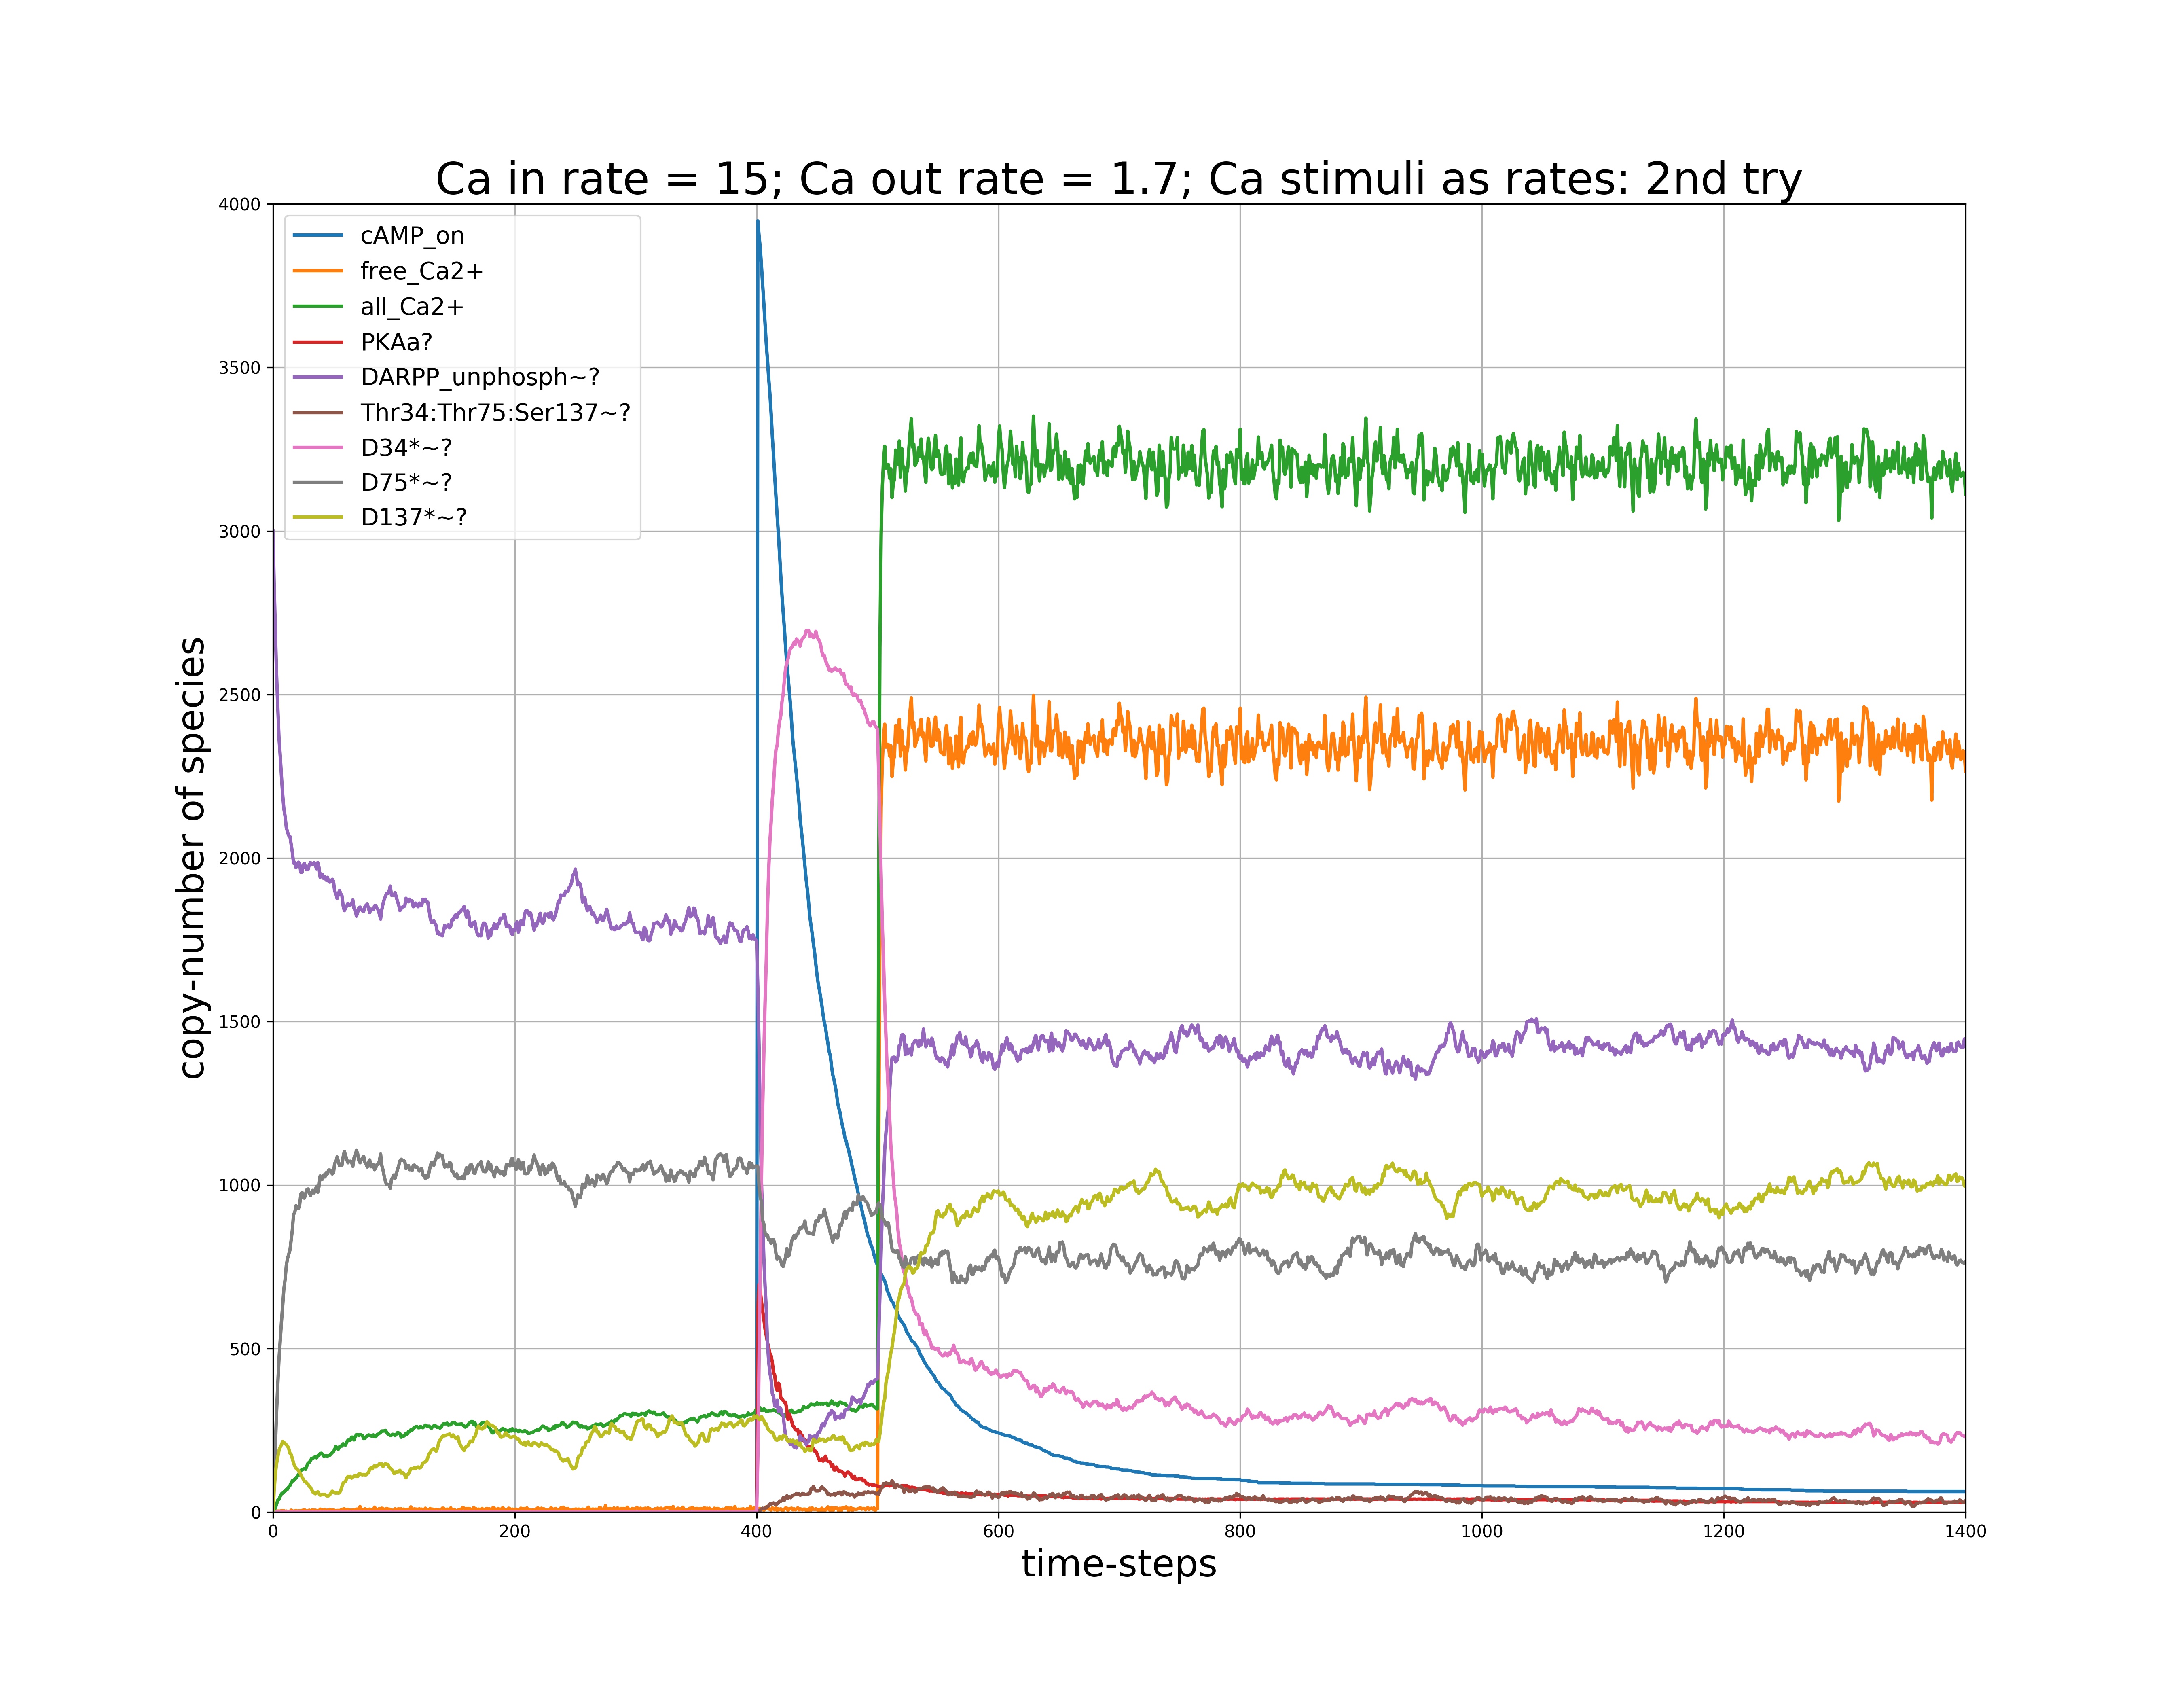 Ca in rate = 15; Ca out rate = 1.7; Ca stimuli as rates: 2nd try
4000
3500
3000
2500
2000
1500
1000
500
0
copy-number of species
cAMP_on
free_Ca2+
all_Ca2+
PKAa?
DARPP_unphosph~?
Thr34:Thr75:Ser137~?
D34*~?
D75*~?
D137*~?
0 200 400 600 800 1000 1200 1400
time-steps